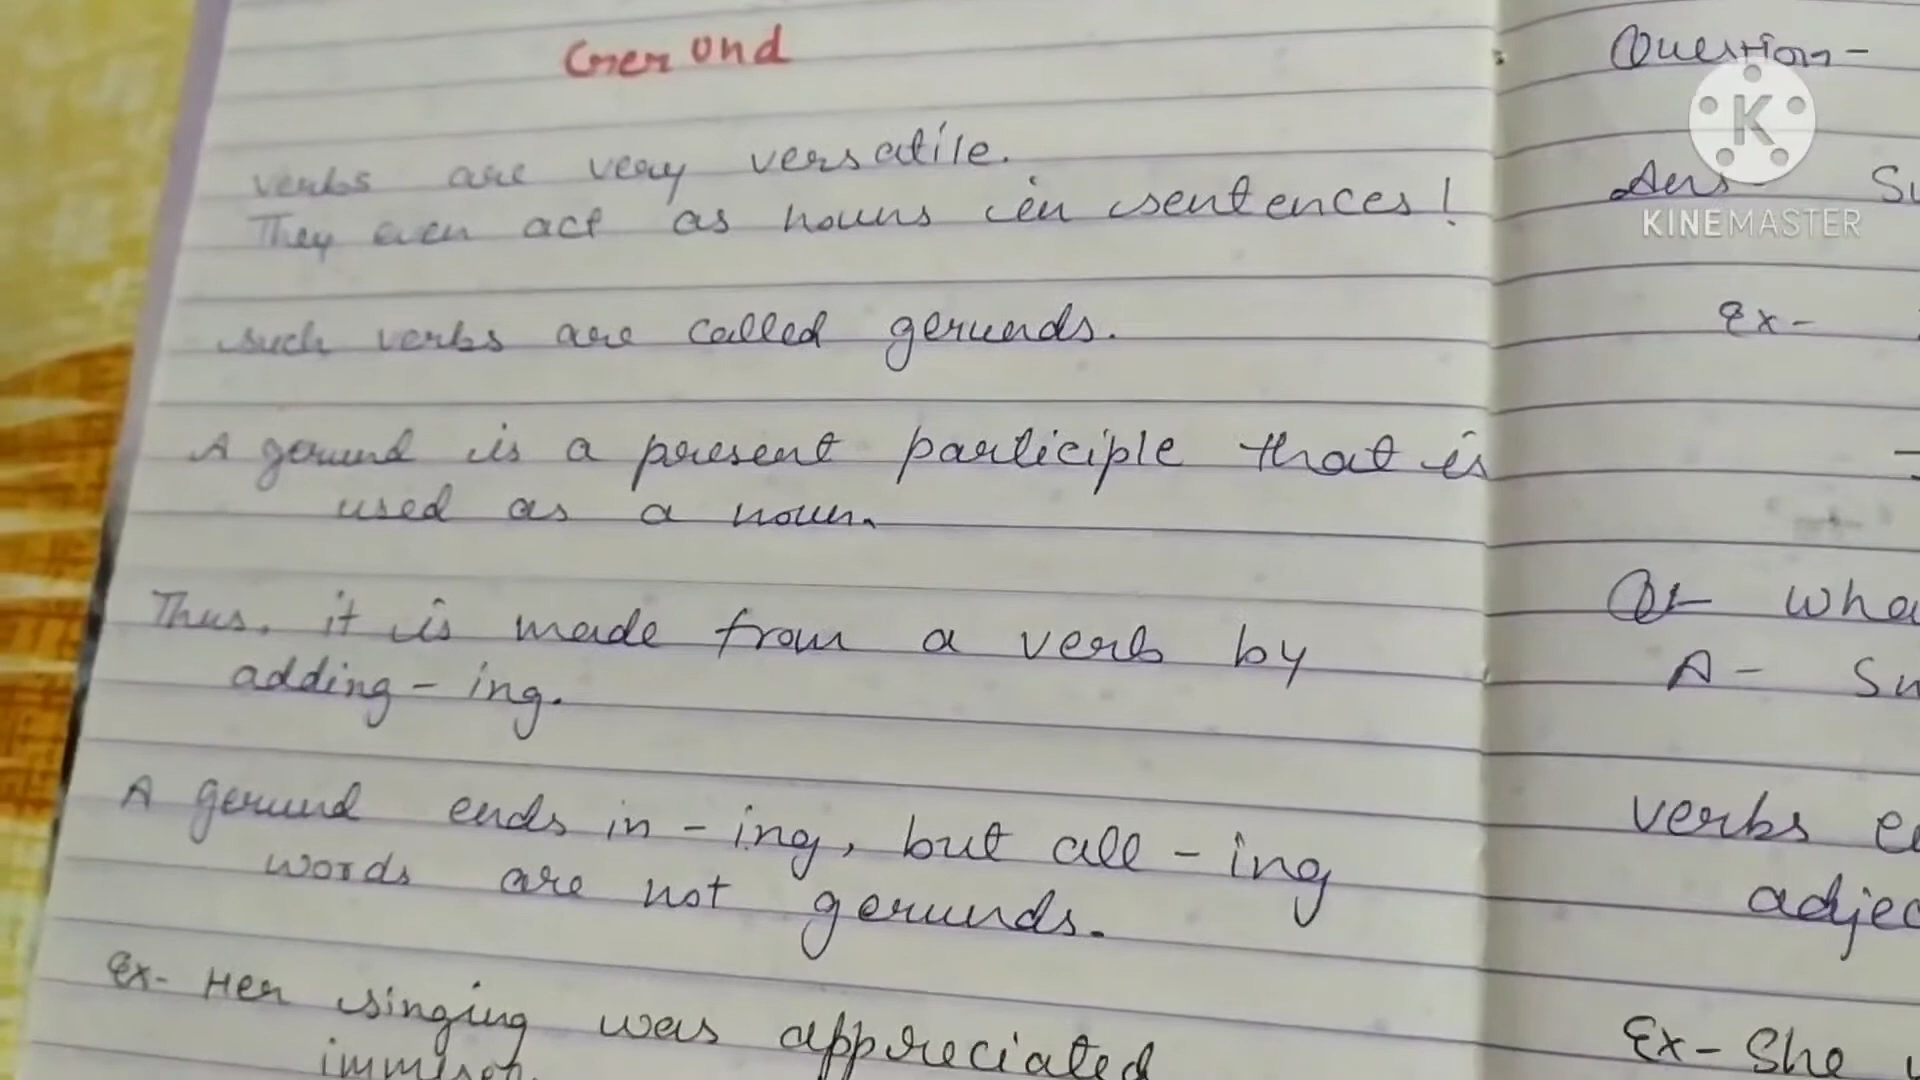 Gerund
verbs are very versatile.
They even act as nouns in sentences!
such verbs are called gerunds.
A gerund is a present participle that is
used as a noun.
Thus, it is made from a verb by
adding - ing.
A gerund ends in - ing, but all - ing
words are not gerunds.
Ex- Her singing was appreciated
Question-
Ans-
Ex-
A-
verbs
Ex- She
K
KINEMASTER